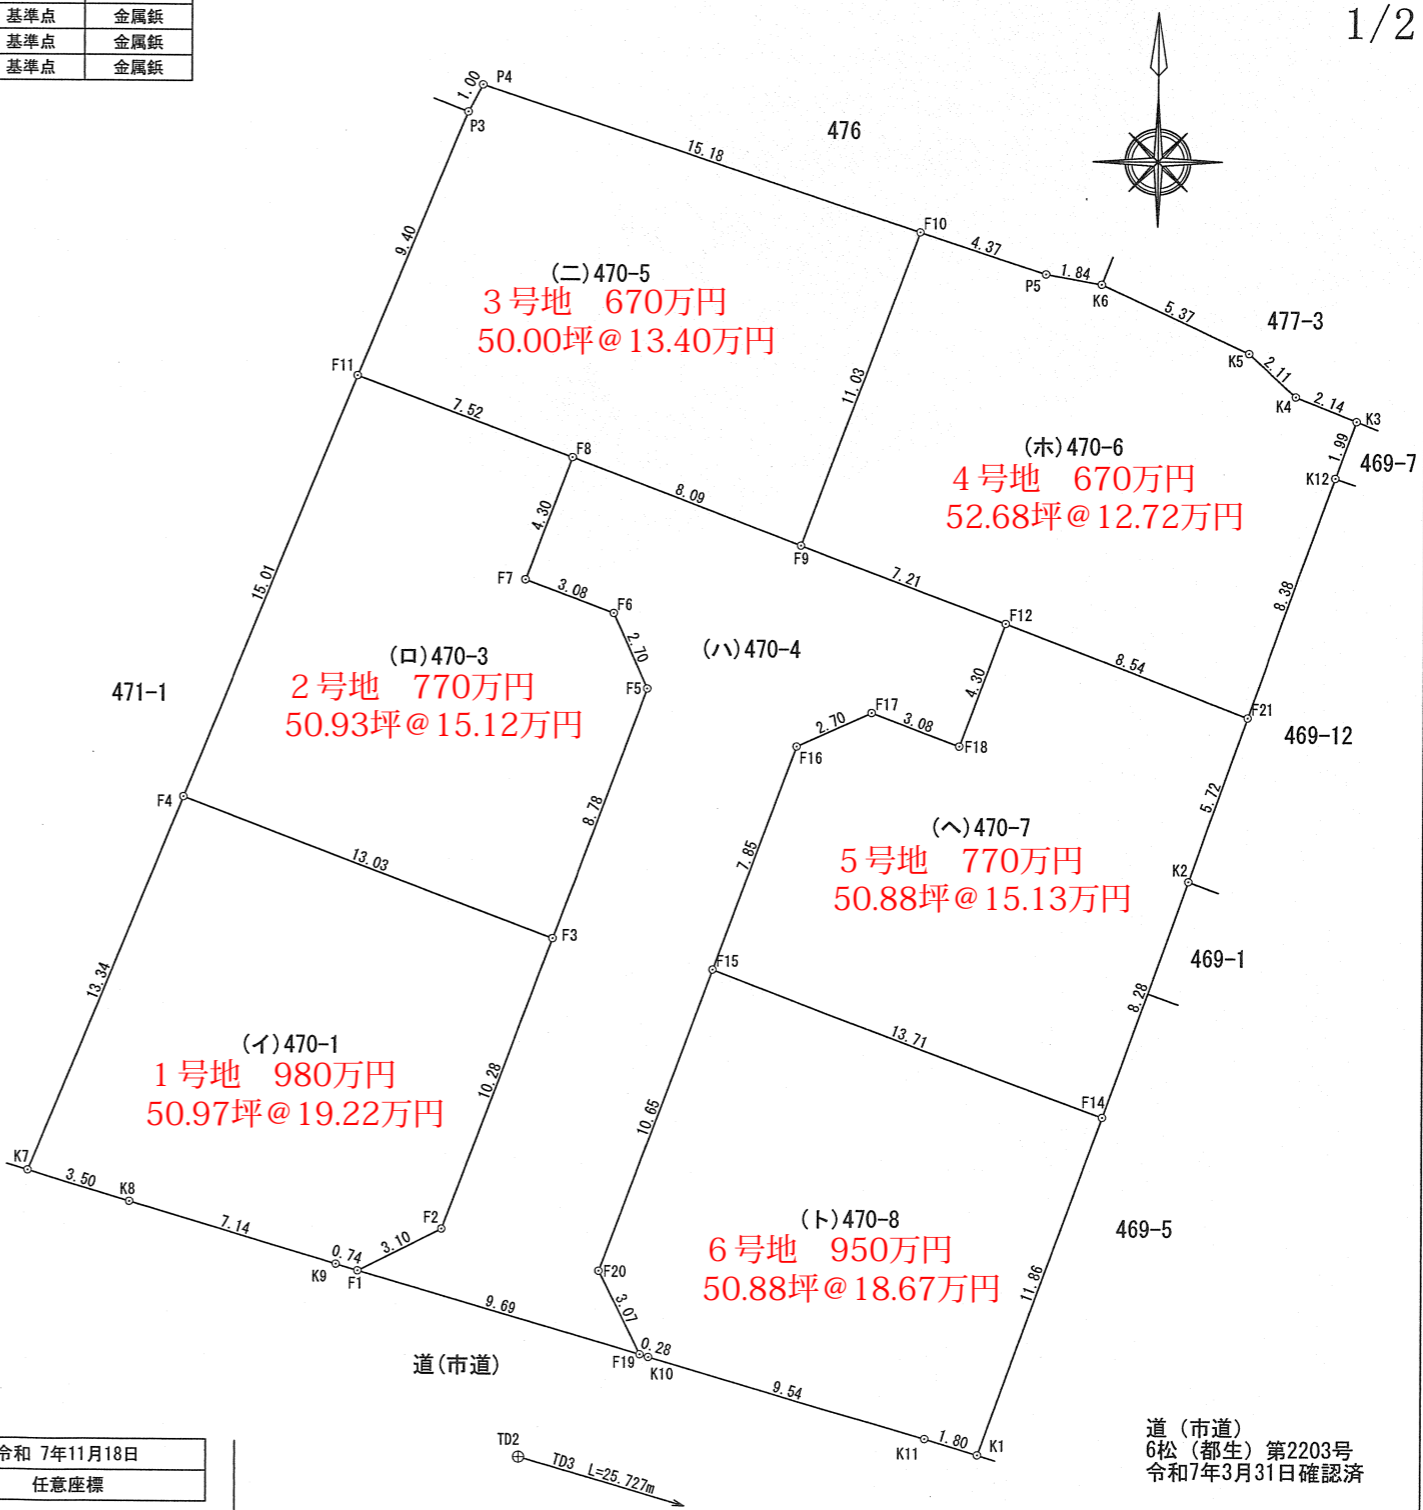 基準点 金属鋲
基準点 金属鋲
基準点 金属鋲
1/2
P4
1.00
P3
476
15.18
F10
4.37
P5
1.84
K6
9.40
(ニ)470-5
3号地 670万円
50.00坪@13.40万円
5.37
477-3
K5
2.11
K4
2.14
K3
F11
11.03
7.52
1.99
469-7
K12
F8
(ホ)470-6
4号地 670万円
52.68坪@12.72万円
8.09
4.30
F9
7.21
15.01
F7
3.08
F6
8.38
F12
2.70
(ロ)470-3
2号地 770万円
50.93坪@15.12万円
(ハ)470-4
8.54
4.30
471-1
F5
F17
2.70
3.08
F21
469-12
F16
F18
F4
8.78
5.72
13.03
7.85
(ヘ)470-7
5号地 770万円
50.88坪@15.13万円
K2
F3
F15
469-1
13.34
8.28
13.71
(イ)470-1
1号地 980万円
50.97坪@19.22万円
10.28
10.65
F14
K7
3.50
K8
7.14
F2
3.10
0.74
K9
F1
(ト)470-8
6号地 950万円
50.88坪@18.67万円
469-5
F20
11.86
9.69
3.07
0.28
F19
K10
道(市道)
9.54
K11
1.80
K1
TD2
TD3 L=25.727m
令和 7年11月18日
任意座標
道(市道)
6松(都生)第2203号
令和7年3月31日確認済